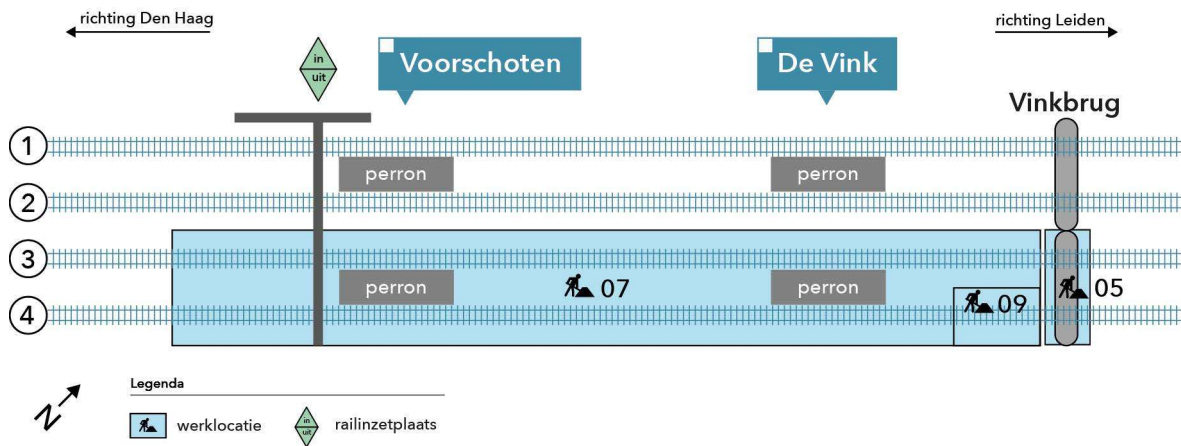 richting Den Haag
richting Leiden
in
uit
Voorschoten
De Vink
Vinkbrug
1
perron
perron
2
3
perron
07
perron
09
05
4
N
Legenda
werklocatie
in
uit
railinzetplaats